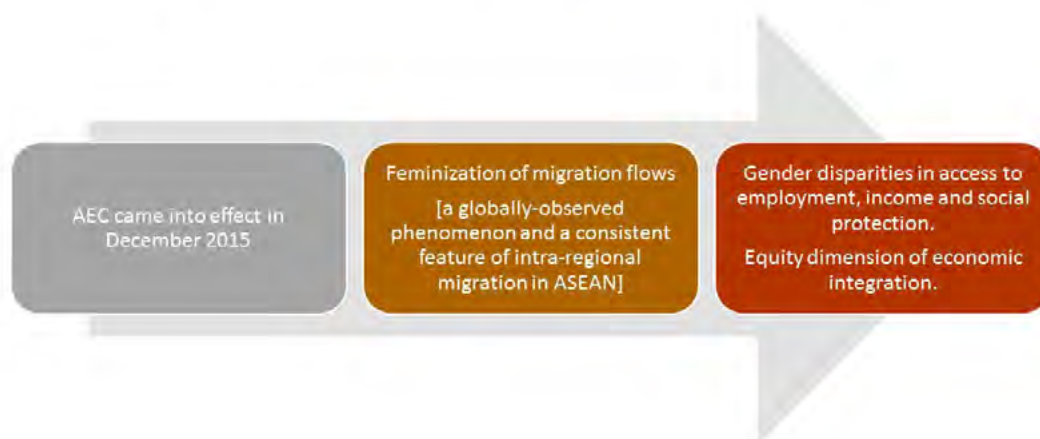 AEC came into effect in
December 2015
Feminization of migration flows
[a globally-observed
phenomenon and a consistent
feature of intra-regional
migration in ASEAN]
Gender disparities in access to
employment, income and social
protection.
Equity dimension of economic
integration.